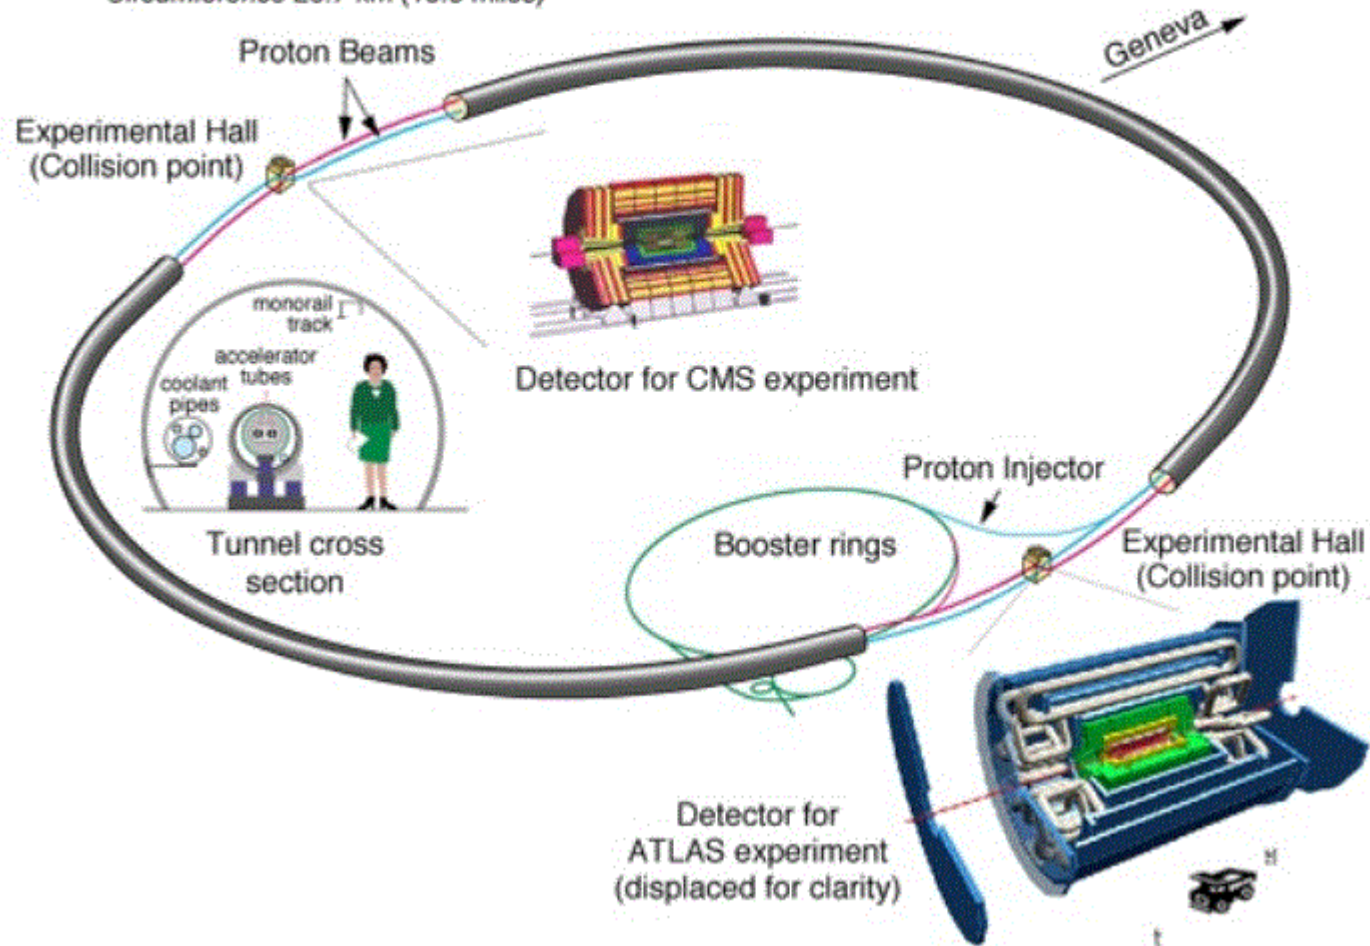 Geneva
Proton Beams
Experimental Hall
(Collision point)
monorail
track
accelerator
tubes
coolant
pipes
Tunnel cross
section
Detector for CMS experiment
Proton Injector
Booster rings
Experimental Hall
(Collision point)
Detector for
ATLAS experiment
(displaced for clarity)